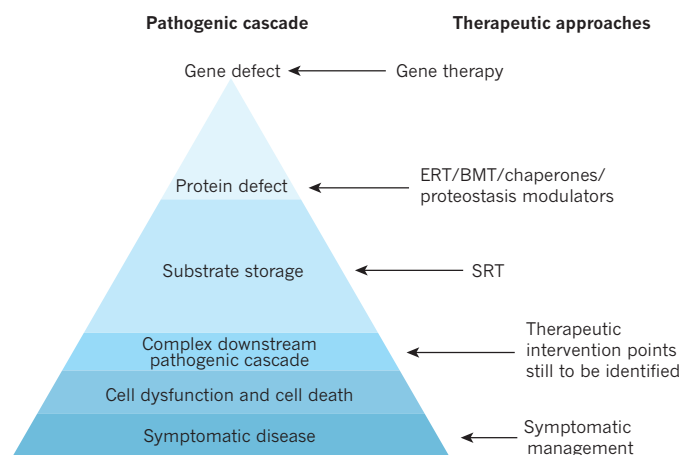 Pathogenic cascade
Therapeutic approaches
Gene defect
Gene therapy
Protein defect
ERT/BMT/chaperones/
proteostasis modulators
Substrate storage
SRT
Complex downstream
pathogenic cascade
Therapeutic
intervention points
still to be identified
Cell dysfunction and cell death
Symptomatic disease
Symptomatic
management